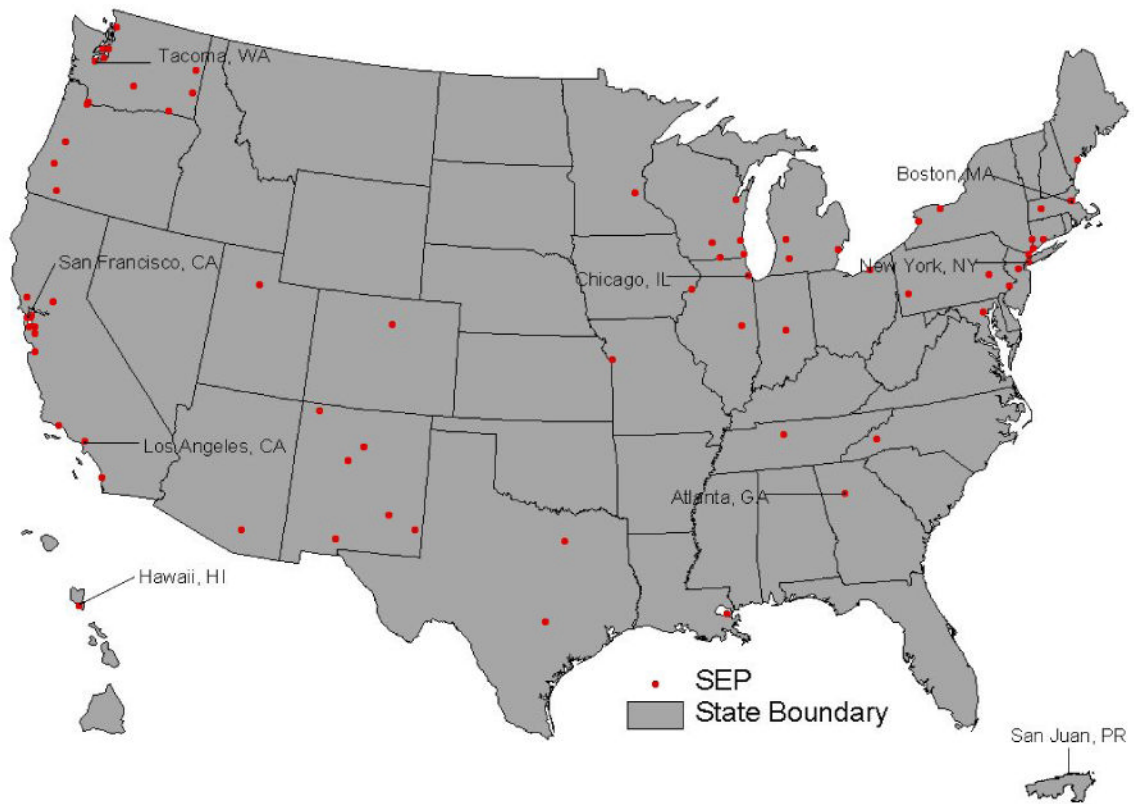 Tacoma, WA
Boston, MA
San Francisco, CA
New York, NY
Chicago, IL
Los Angeles, CA
Atlanta, GA
Hawaii, HI
SEP
State Boundary
San Juan, PR